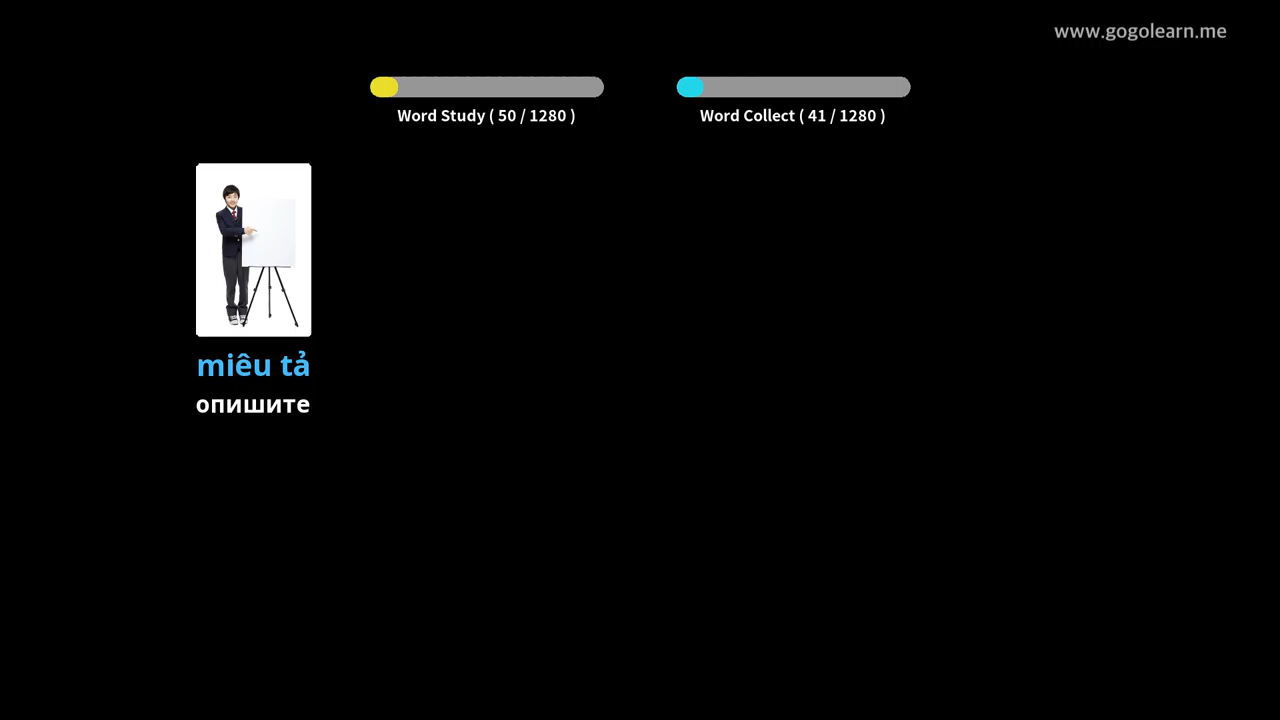 www.gogolearn.me
Word Study ( 50 / 1280 )
Word Collect ( 41 / 1280 )
miêu tả
опишите